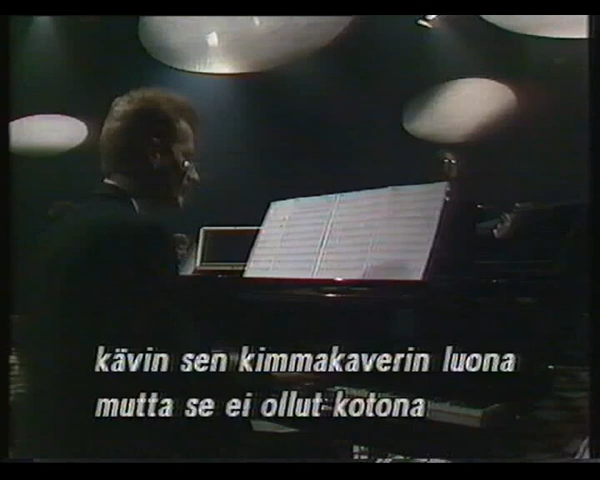 kävin sen kimmakaverin luona
mutta se ei ollut kotona